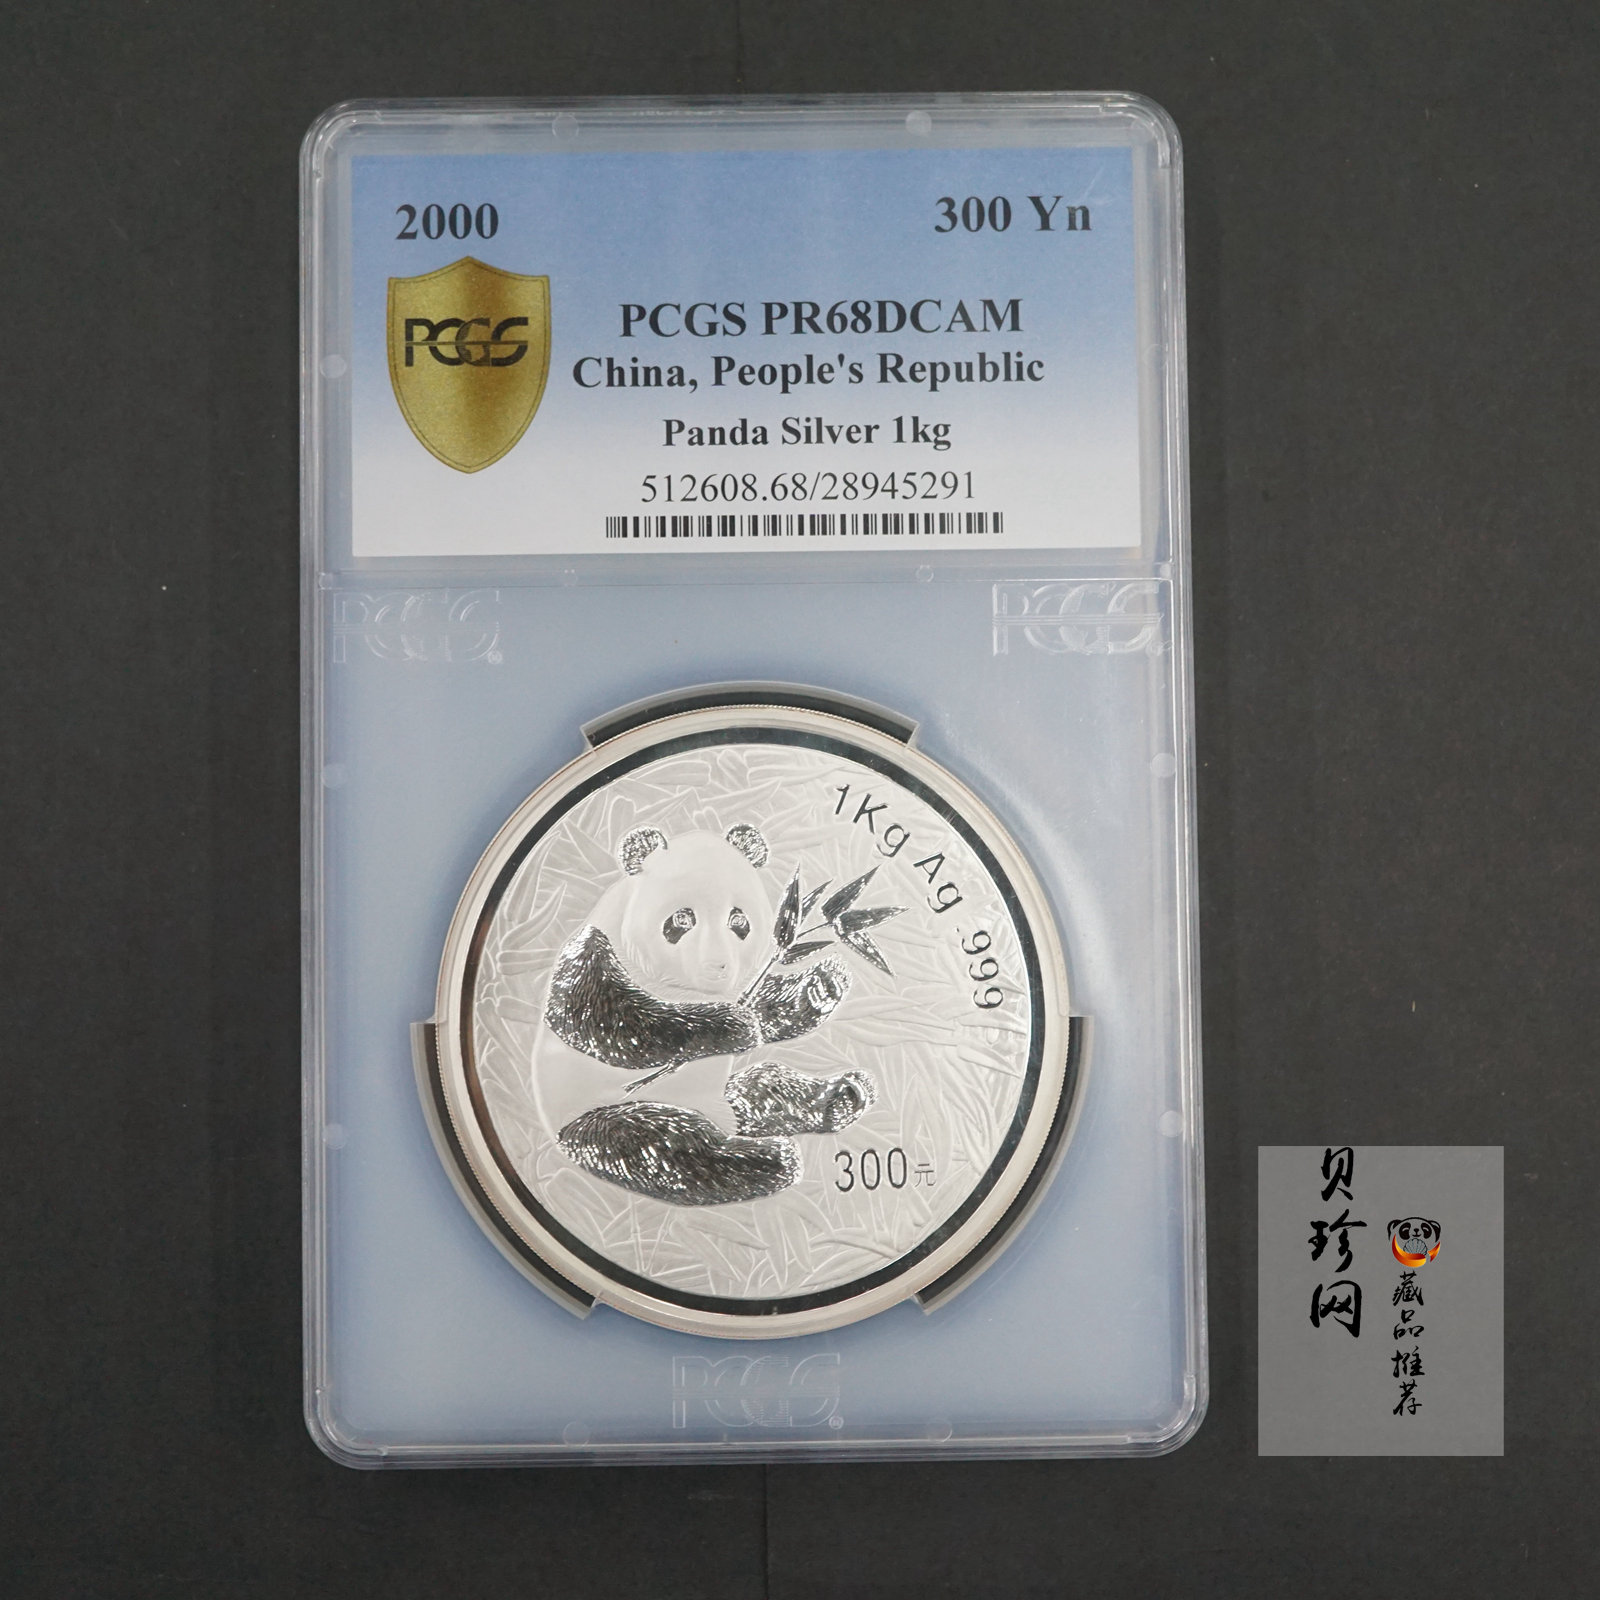 2000
300 Yn
PCGS
PCGS PR68DCAM
China, People's Republic
Panda Silver 1kg
512608.68/28945291
PCGS
PCGS
1Kg Ag .999
300元
PCGS
贝珍网
藏品推荐